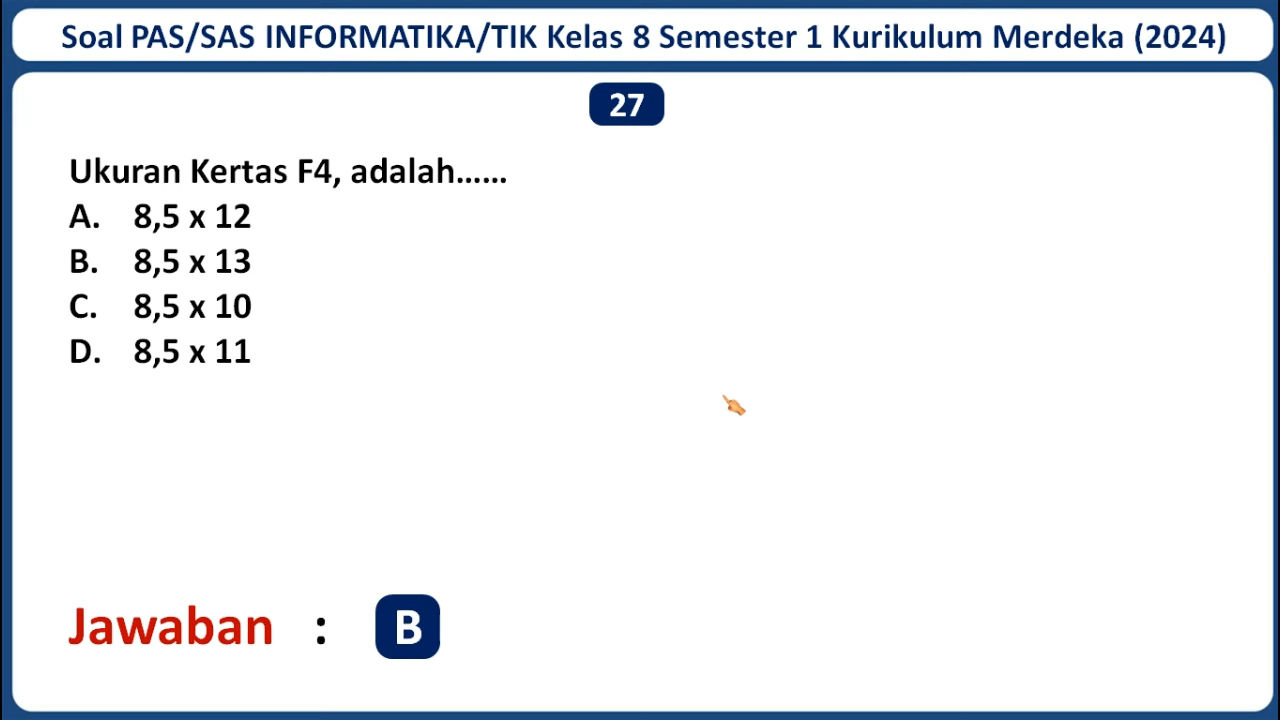 Soal PAS/SAS INFORMATIKA/TIK Kelas 8 Semester 1 Kurikulum Merdeka (2024)
27
Ukuran Kertas F4, adalah......
A. 8,5 x 12
B. 8,5 x 13
C. 8,5 x 10
D. 8,5 x 11
Jawaban : B